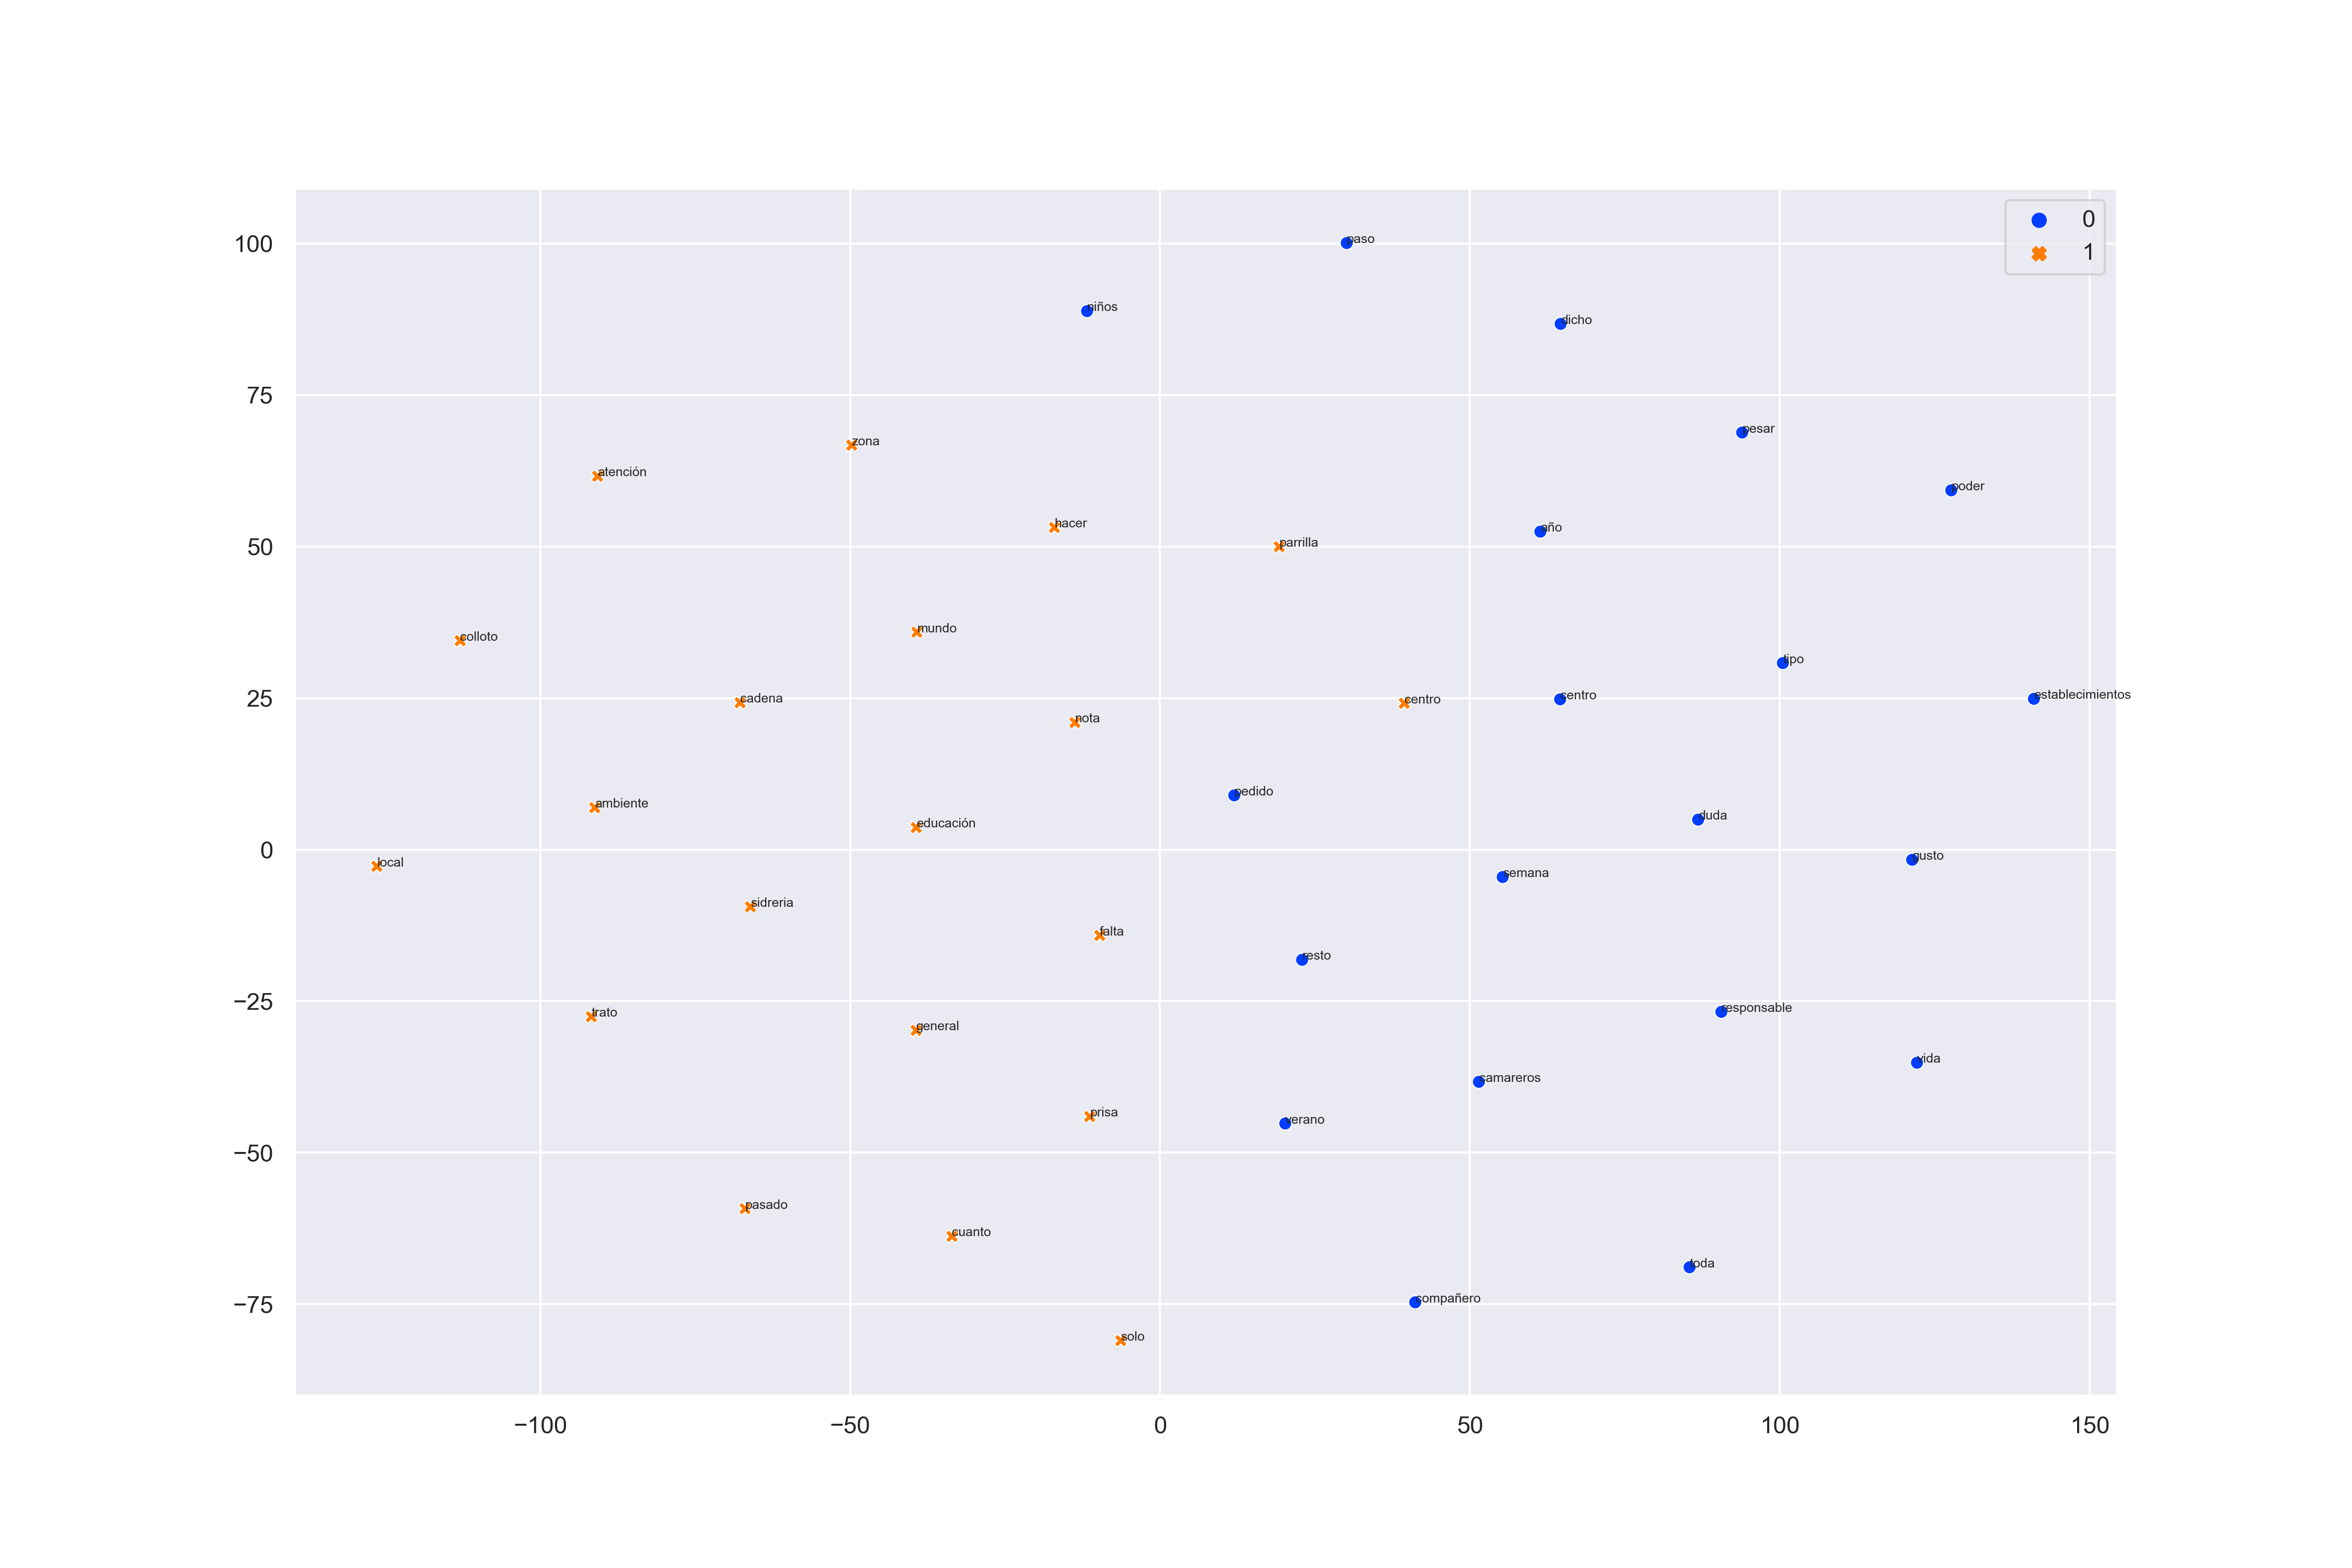 100
75
50
25
0
−25
−50
−75
−100
−50
0
50
100
150
0
1
paso
niños
dicho
pesar
zona
atención
poder
hacer
año
parrilla
colloto
mundo
tipo
cadena
centro
centro
establecimientos
nota
pedido
ambiente
educación
duda
local
gusto
semana
sidreria
falta
resto
trato
general
responsable
vida
camareros
prisa
verano
pasado
cuanto
toda
compañero
solo